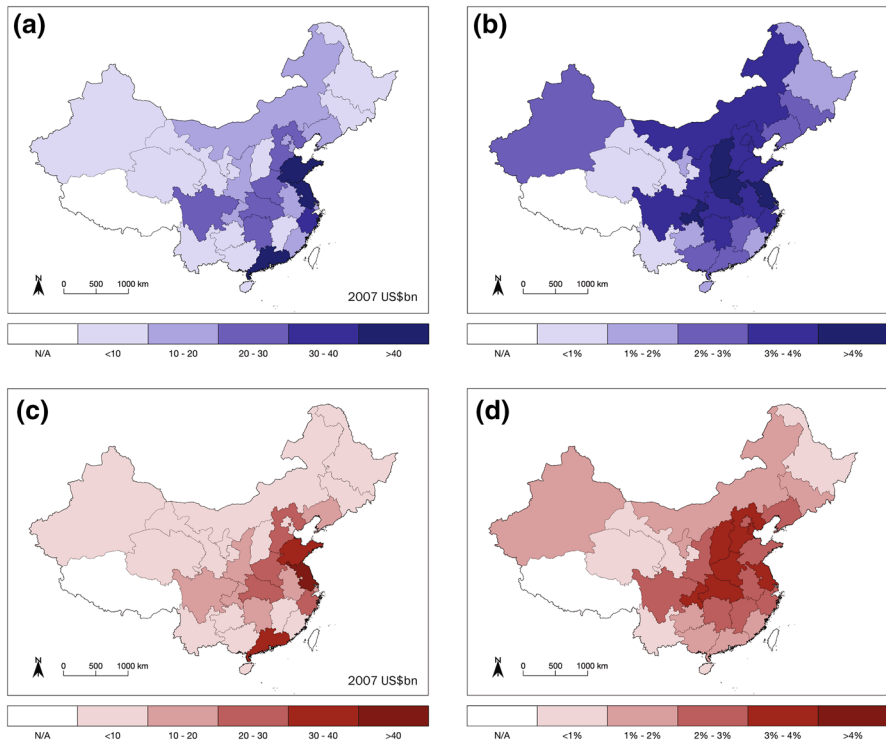 (a)
N
0 500 1000 km
2007 US$bn
N/A <10 10 - 20 20 - 30 30 - 40 >40
(b)
N
0 500 1000 km
N/A <1% 1% - 2% 2% - 3% 3% - 4% >4%
(c)
N
0 500 1000 km
2007 US$bn
N/A <10 10 - 20 20 - 30 30 - 40 >40
(d)
N
0 500 1000 km
N/A <1% 1% - 2% 2% - 3% 3% - 4% >4%